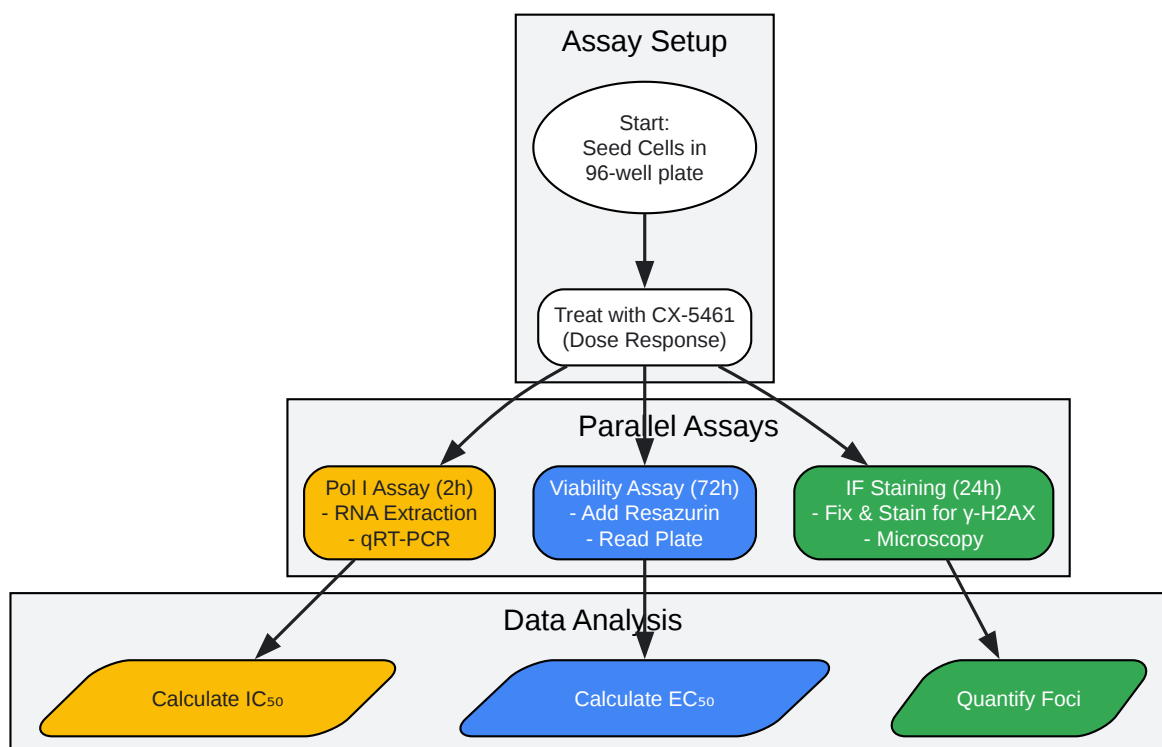 Assay Setup
Start:
Seed Cells in
96-well plate
Treat with CX-5461
(Dose Response)
Parallel Assays
Pol I Assay (2h)
- RNA Extraction
- qRT-PCR
Viability Assay (72h)
- Add Resazurin
- Read Plate
IF Staining (24h)
- Fix & Stain for γ-H2AX
- Microscopy
Data Analysis
Calculate IC₅₀
Calculate EC₅₀
Quantify Foci